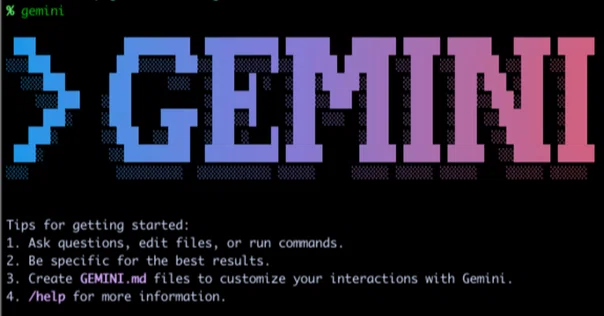 % gemini
> GEMINI
Tips for getting started:
1. Ask questions, edit files, or run commands.
2. Be specific for the best results.
3. Create GEMINI.md files to customize your interactions with Gemini.
4. /help for more information.